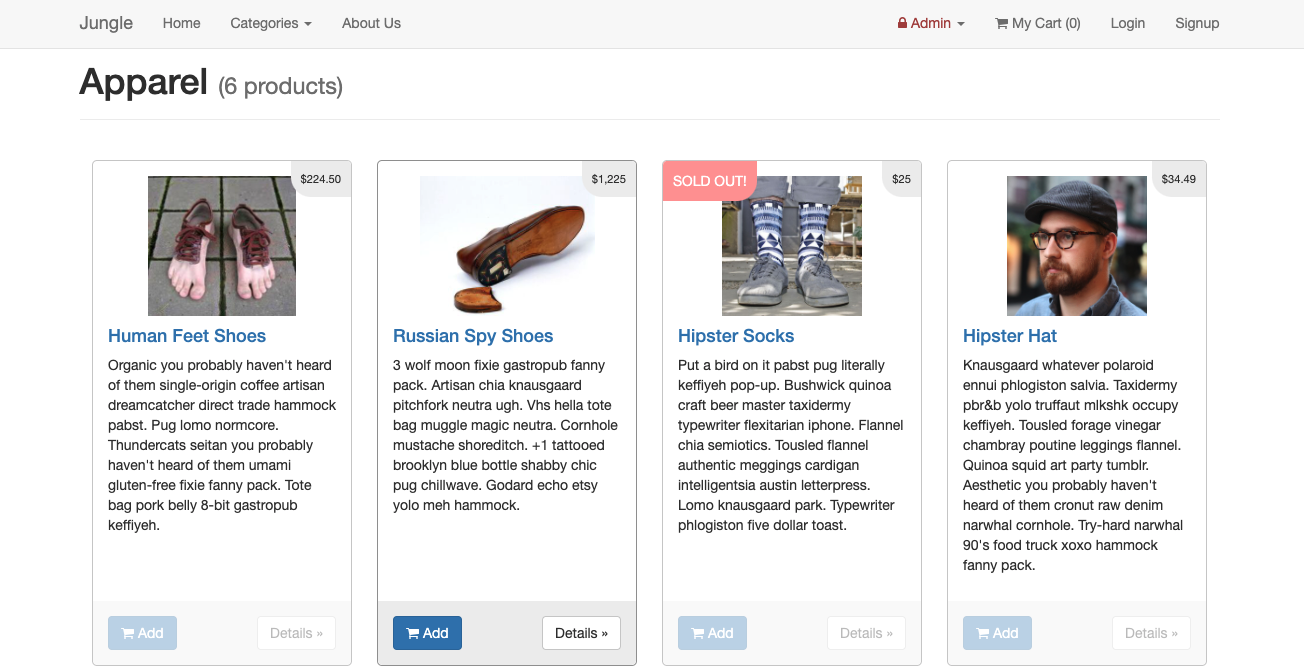 Jungle Home Categories About Us Admin My Cart (0) Login Signup
Apparel (6 products)
$224.50
Human Feet Shoes
Organic you probably haven't heard
of them single-origin coffee artisan
dreamcatcher direct trade hammock
pabst. Pug lomo normcore.
Thundercats seitan you probably
haven't heard of them umami
gluten-free fixie fanny pack. Tote
bag pork belly 8-bit gastropub
keffiyeh.
Add Details »
$1,225
Russian Spy Shoes
3 wolf moon fixie gastropub fanny
pack. Artisan chia knausgaard
pitchfork neutra ugh. Vhs hella tote
bag muggle magic neutra. Cornhole
mustache shoreditch. +1 tattooed
brooklyn blue bottle shabby chic
pug chillwave. Godard echo etsy
yolo meh hammock.
Add Details »
SOLD OUT! $25
Hipster Socks
Put a bird on it pabst pug literally
keffiyeh pop-up. Bushwick quinoa
craft beer master taxidermy
typewriter flexitarian iphone. Flannel
chia semiotics. Tousled flannel
authentic meggings cardigan
intelligentsia austin letterpress.
Lomo knausgaard park. Typewriter
phlogiston five dollar toast.
Add Details »
$34.49
Hipster Hat
Knausgaard whatever polaroid
ennui phlogiston salvia. Taxidermy
pbr&b yolo truffaut mlkshk occupy
keffiyeh. Tousled forage vinegar
chambray poutine leggings flannel.
Quinoa squid art party tumblr.
Aesthetic you probably haven't
heard of them cronut raw denim
narwhal cornhole. Try-hard narwhal
90's food truck xoxo hammock
fanny pack.
Add Details »